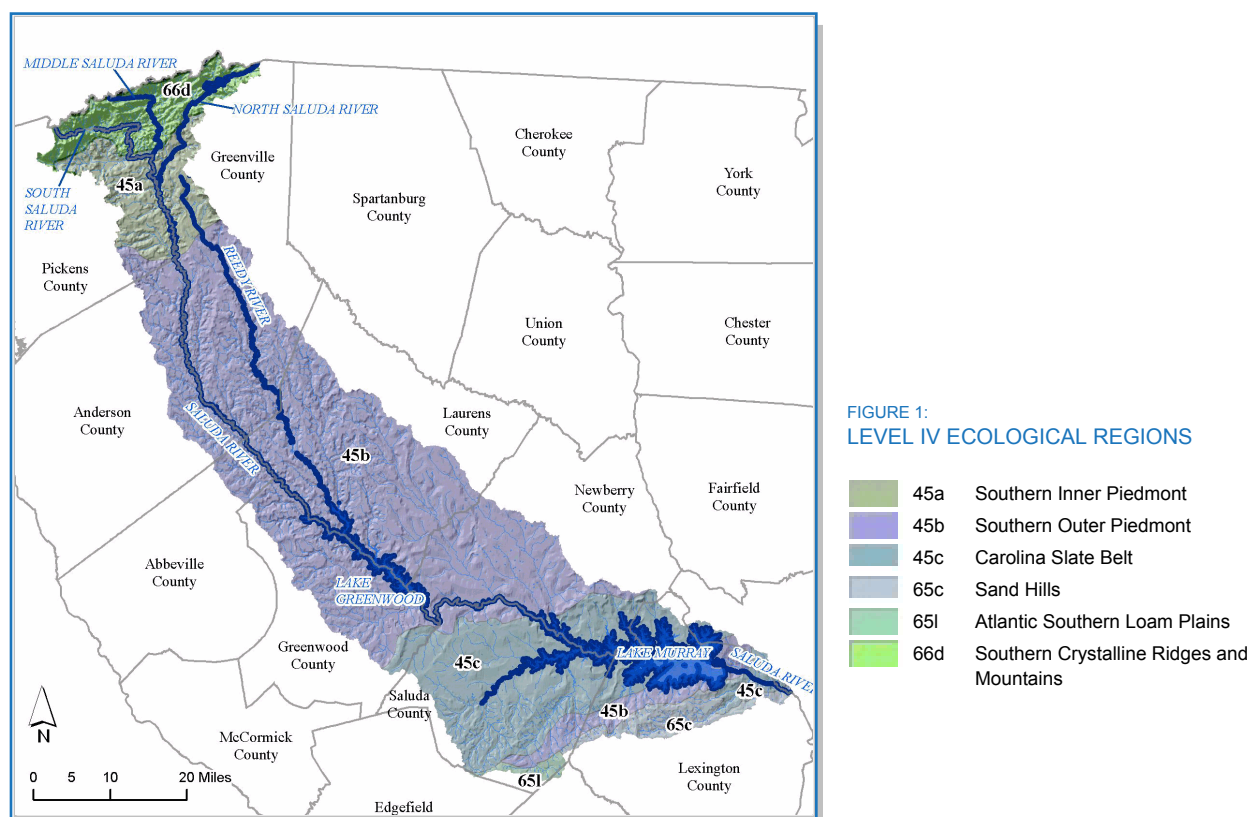 MIDDLE SALUDA RIVER
66d
NORTH SALUDA RIVER
Cherokee
County
Greenville
County
York
County
45a
SOUTH
SALUDA
RIVER
Spartanburg
County
Pickens
County
REEDY RIVER
Union
County
Chester
County
Anderson
County
SALUDA RIVER
Laurens
County
45b
Newberry
County
Fairfield
County
Abbeville
County
LAKE
GREENWOOD
Greenwood
County
45c
LAKE MURRAY
SALUDA RIVER
45c
Saluda
County
45b
65c
McCormick
County
N
Lexington
County
65l
0 5 10 20 Miles
Edgefield
FIGURE 1:
LEVEL IV ECOLOGICAL REGIONS
45a Southern Inner Piedmont
45b Southern Outer Piedmont
45c Carolina Slate Belt
65c Sand Hills
65l Atlantic Southern Loam Plains
66d Southern Crystalline Ridges and
Mountains